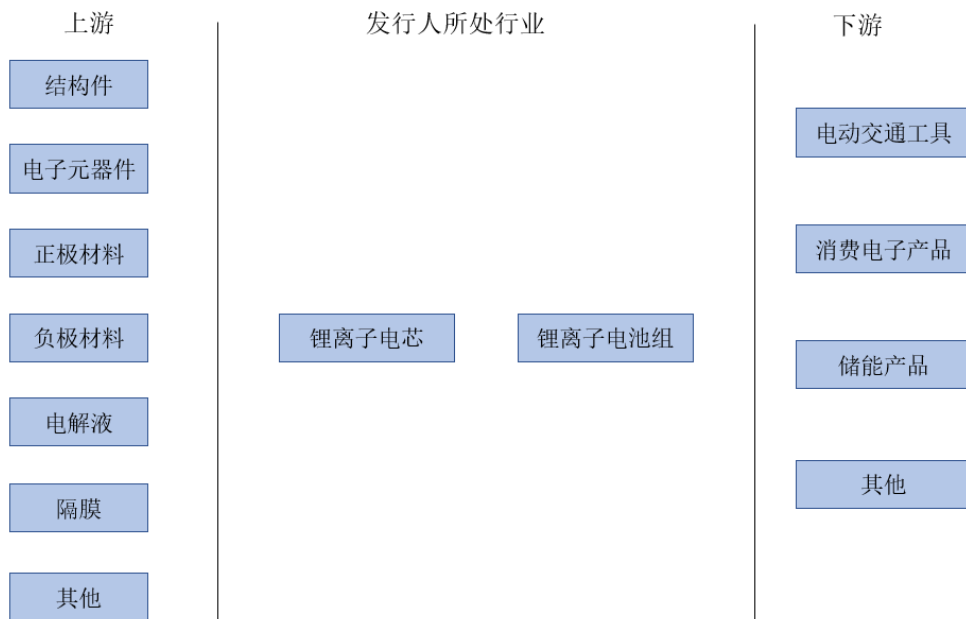 上游
发行人所处行业
下游
结构件
电子元器件
正极材料
负极材料
电解液
隔膜
其他
锂离子电芯
锂离子电池组
电动交通工具
消费电子产品
储能产品
其他